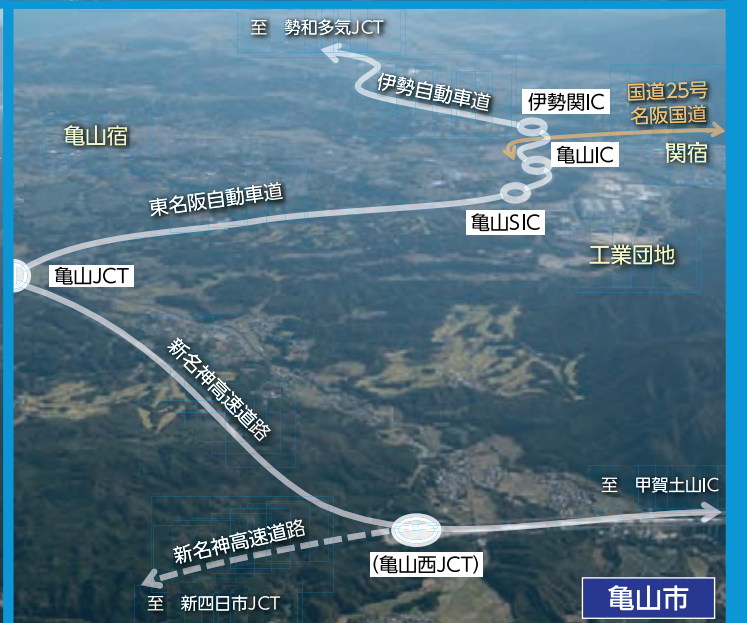 至 勢和多気JCT
伊勢自動車道
伊勢関IC
国道25号
名阪国道
亀山宿
亀山IC
関宿
東名阪自動車道
亀山SIC
工業団地
亀山JCT
新名神高速道路
至 甲賀土山IC
新名神高速道路
(亀山西JCT)
至 新四日市JCT
亀山市